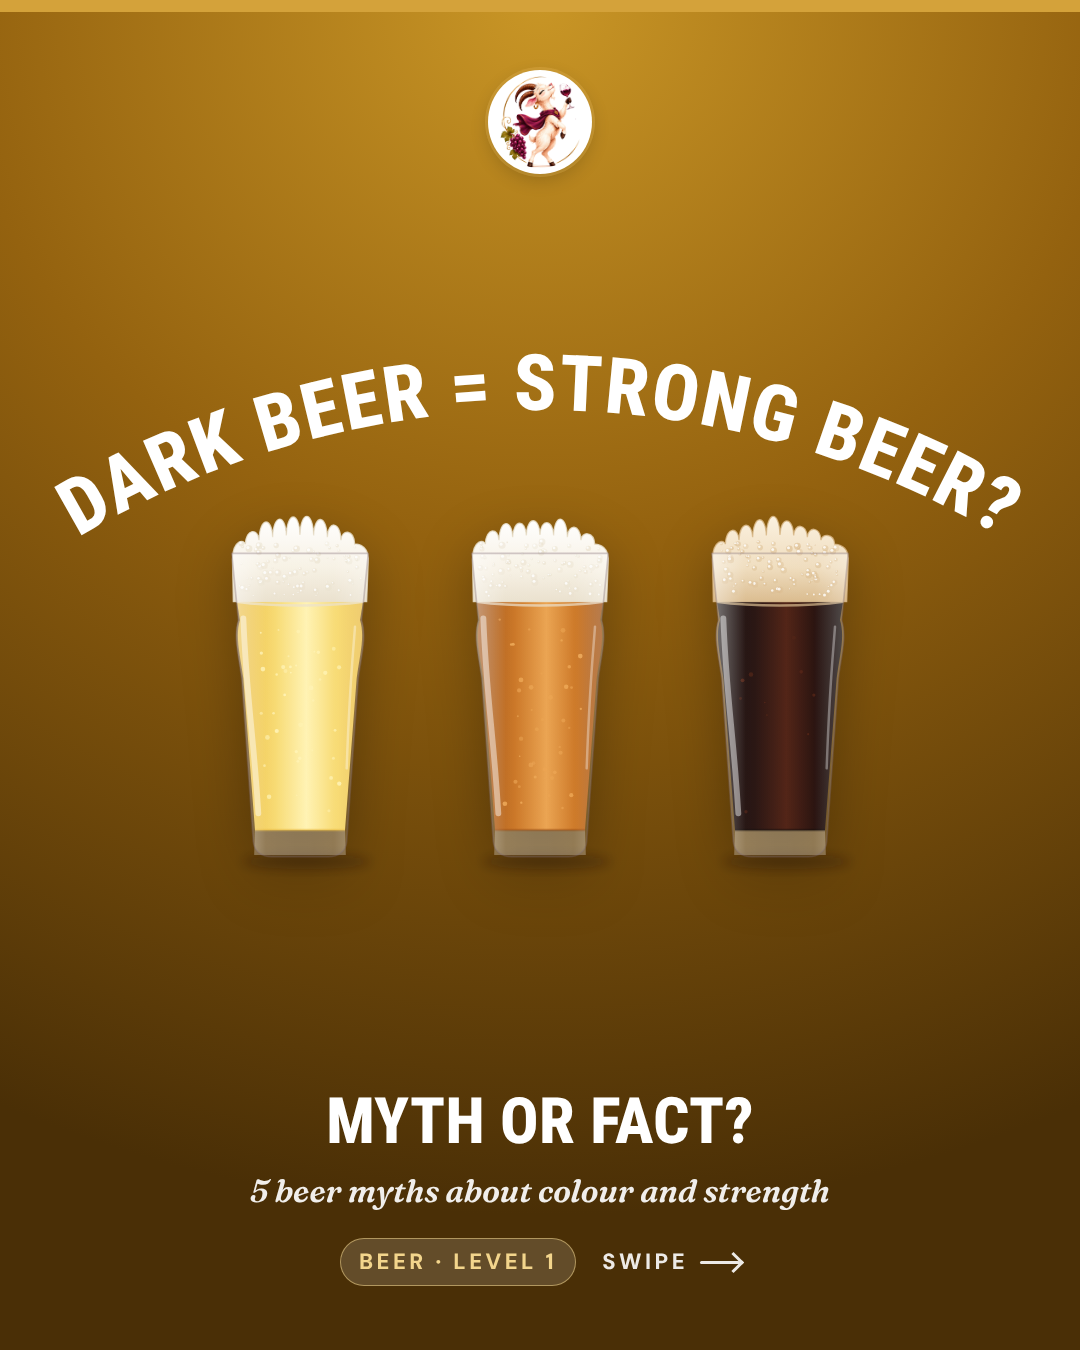 DARK BEER = STRONG BEER?
MYTH OR FACT?
5 beer myths about colour and strength
BEER · LEVEL 1
SWIPE →